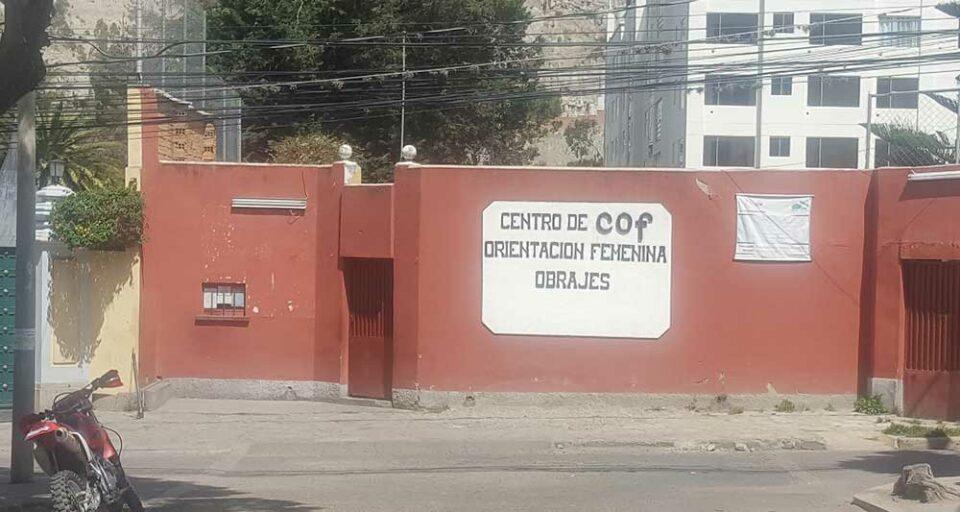 CENTRO DE COf
ORIENTACION FEMENINA
OBRAJES